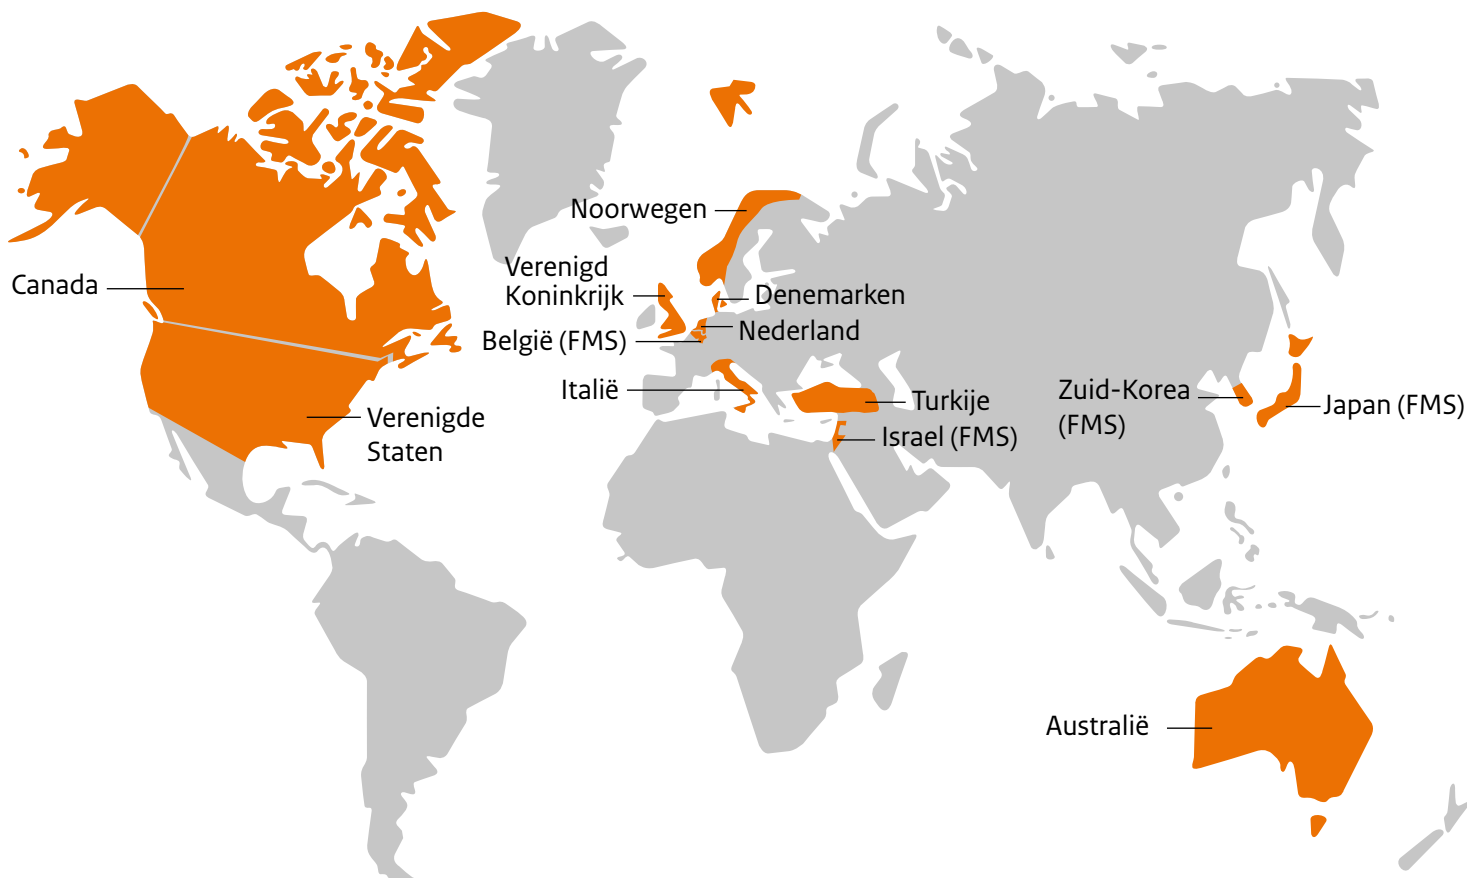 Noorwegen
Verenigd
Koninkrijk
Canada
Denemarken
Nederland
België (FMS)
Italië
Turkije
Zuid-Korea
(FMS)
Japan (FMS)
Verenigde
Staten
Israel (FMS)
Australië